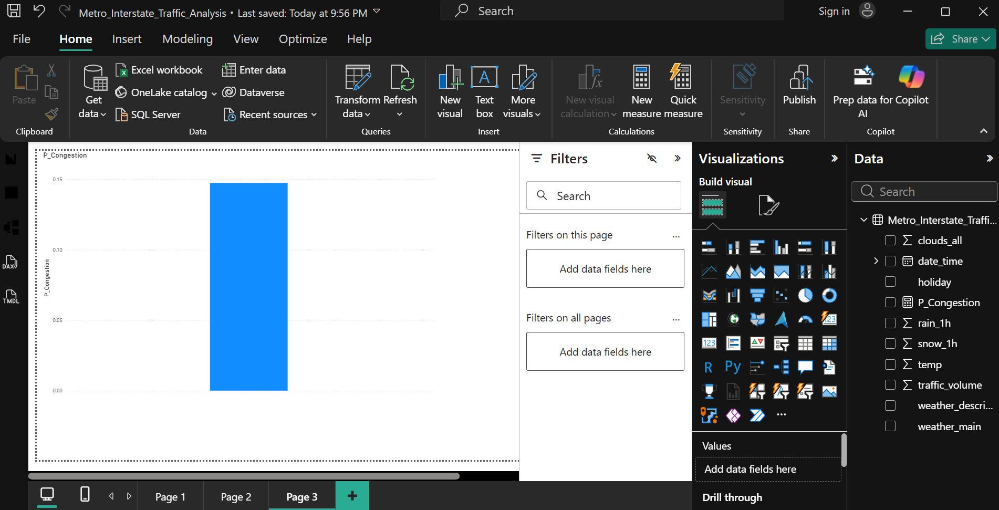 Metro_Interstate_Traffic_Analysis • Last saved: Today at 9:56 PM
Search
Sign in
File
Home
Insert
Modeling
View
Optimize
Help
Share
Paste
Clipboard
Get data
Excel workbook
OneLake catalog
SQL Server
Enter data
Dataverse
Recent sources
Data
Transform data
Refresh
Queries
New visual
A
Text box
More visuals
Insert
fx
New visual calculation
New measure
Quick measure
Calculations
Sensitivity
Sensitivity
Publish
Share
Prep data for AI
Copilot
Copilot
DAX
TMDL
P_Congestion
P_Congestion
0.15
0.10
0.05
0.00
Filters
Search
Filters on this page
...
Add data fields here
Filters on all pages
...
Add data fields here
Visualizations
Build visual
123
123
R
Py
...
Values
Add data fields here
Drill through
Data
Search
Metro_Interstate_Traffi...
clouds_all
date_time
holiday
P_Congestion
rain_1h
snow_1h
temp
traffic_volume
weather_descri...
weather_main
Page 1
Page 2
Page 3
+